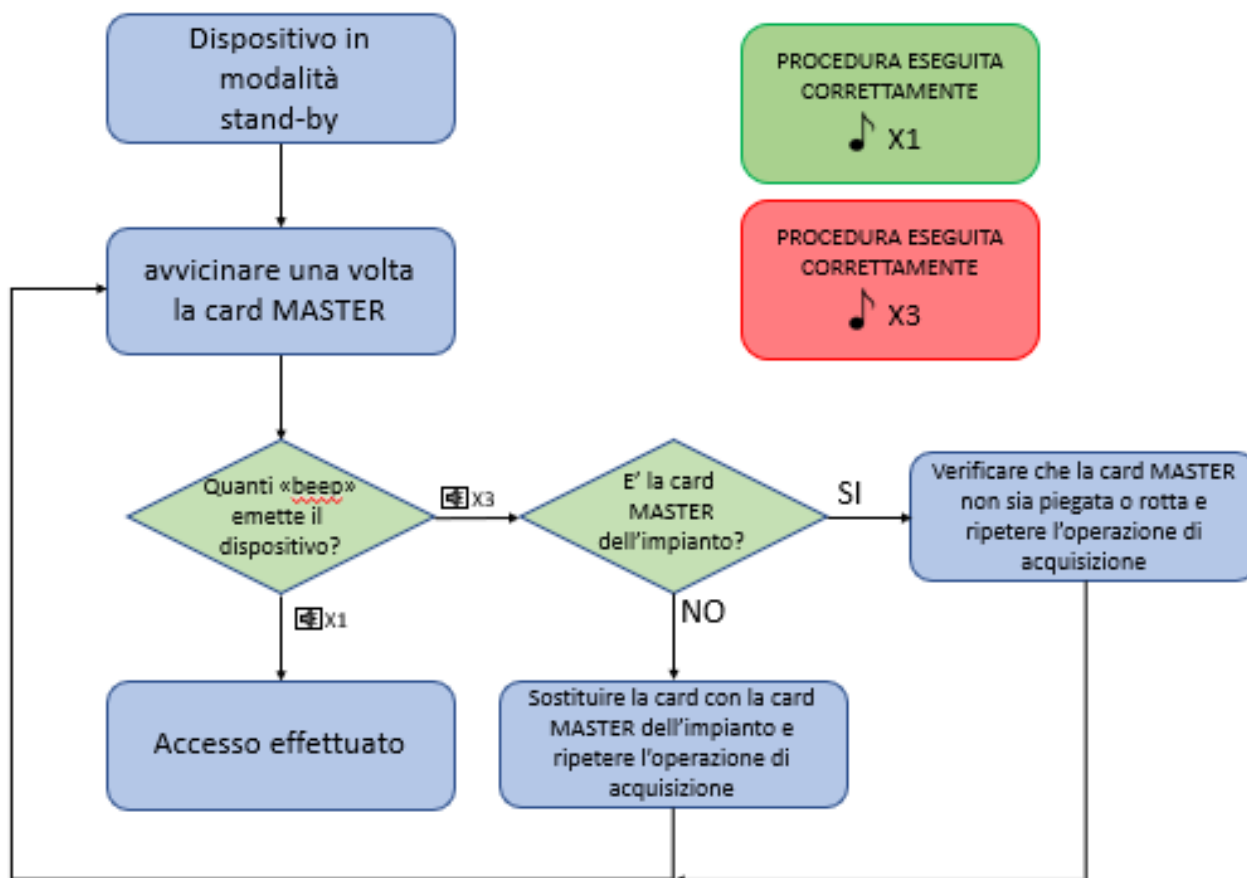 Dispositivo in
modalità
stand-by
PROCEDURA ESEGUITA
CORRETTAMENTE
X1
PROCEDURA ESEGUITA
CORRETTAMENTE
X3
avvicinare una volta
la card MASTER
Quanti «beep»
emette il
dispositivo?
X3
E' la card
MASTER
dell'impianto?
SI
Verificare che la card MASTER
non sia piegata o rotta e
ripetere l'operazione di
acquisizione
X1
NO
Accesso effettuato
Sostituire la card con la card
MASTER dell'impianto e
ripetere l'operazione di
acquisizione